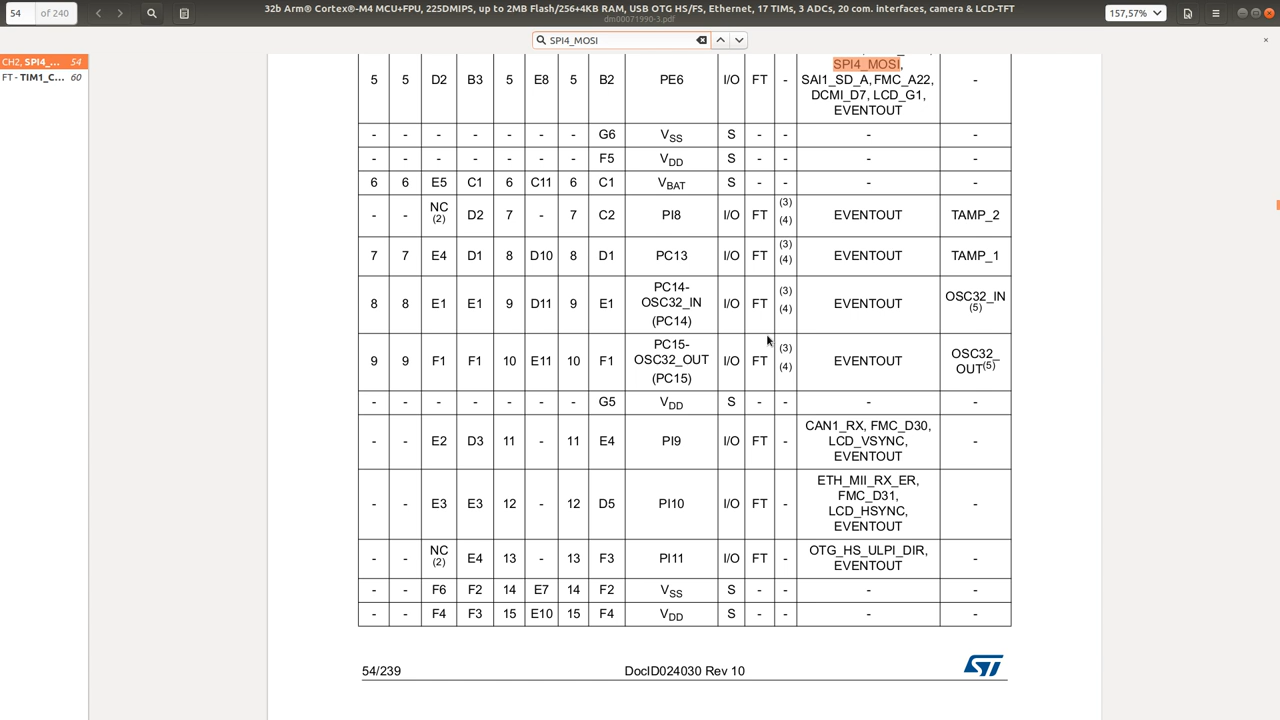 54 of 240
32b Arm® Cortex®-M4 MCU+FPU, 225DMIPS, up to 2MB Flash/256+4KB RAM, USB OTG HS/FS, Ethernet, 17 TIMs, 3 ADCs, 20 com. interfaces, camera & LCD-TFT
dm00071990-3.pdf
157,57%
SPI4_MOSI
CH2, SPI4_... 54
FT - TIM1_C... 60
5 5 D2 B3 5 E8 B2 PE6 I/O FT -
SPI4_MOSI,
SAI1_SD_A, FMC_A22,
DCMI_D7, LCD_G1,
EVENTOUT
-
- - - - - - - G6 VSS S - - - -
- - - - - - - F5 VDD S - - - -
6 6 E5 C1 6 C11 6 C1 VBAT S - - - -
- - NC (2) D2 7 - 7 C2 PI8 I/O FT (3) (4) EVENTOUT TAMP_2
7 7 E4 D1 8 D10 8 D1 PC13 I/O FT (3) (4) EVENTOUT TAMP_1
8 8 E1 E1 9 D11 9 E1
PC14-
OSC32_IN
(PC14)
I/O FT (3) (4) EVENTOUT
OSC32_IN
(5)
9 9 F1 F1 10 E11 10 F1
PC15-
OSC32_OUT
(PC15)
I/O FT (3) (4) EVENTOUT
OSC32_
OUT(5)
- - - - - - - G5 VDD S - - - -
- - E2 D3 11 - 11 E4 PI9 I/O FT -
CAN1_RX, FMC_D30,
LCD_VSYNC,
EVENTOUT
-
- - E3 E3 12 - 12 D5 PI10 I/O FT -
ETH_MII_RX_ER,
FMC_D31,
LCD_HSYNC,
EVENTOUT
-
- - NC (2) E4 13 - 13 F3 PI11 I/O FT -
OTG_HS_ULPI_DIR,
EVENTOUT
-
- - F6 F2 14 E7 14 F2 VSS S - - - -
- - F4 F3 15 E10 15 F4 VDD S - - - -
54/239 DocID024030 Rev 10 ST